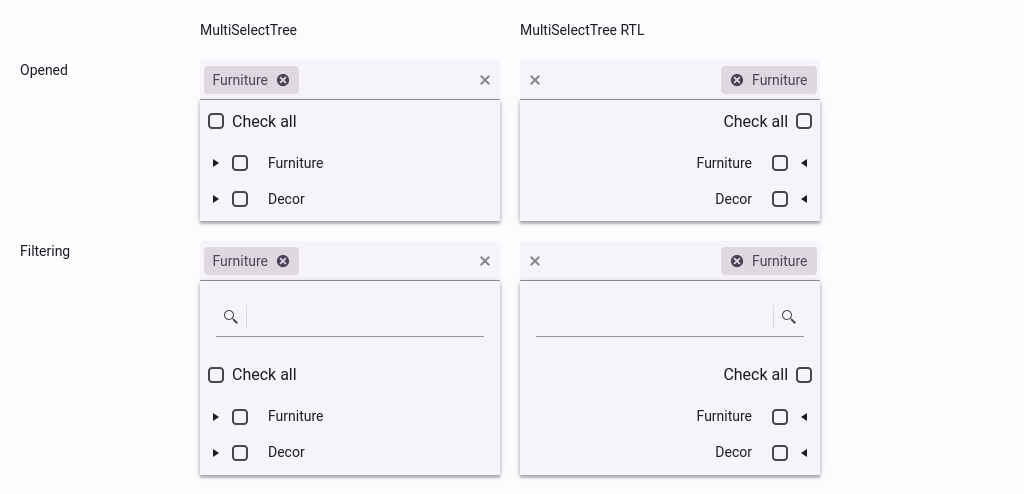 MultiSelectTree MultiSelectTree RTL
Opened
Furniture Furniture
Check all Check all
Furniture Furniture
Decor Decor
Filtering
Furniture Furniture
Check all Check all
Furniture Furniture
Decor Decor